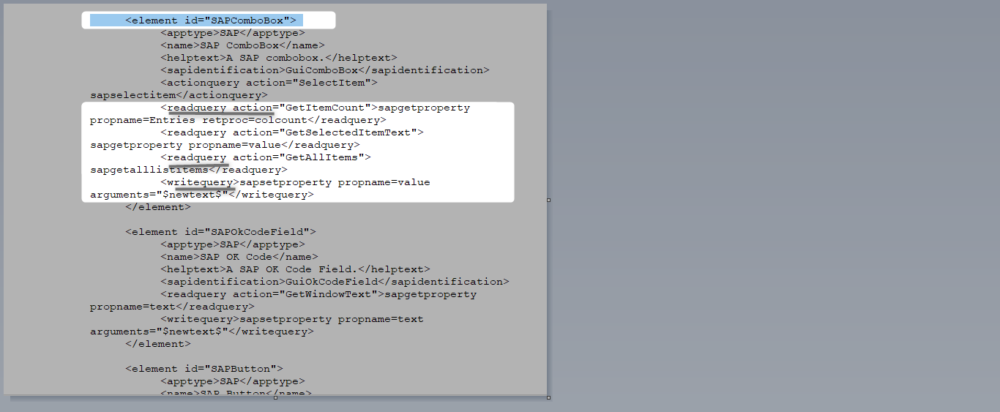 <element id="SAPComboBox">
<apptype>SAP</apptype>
<name>SAP ComboBox</name>
<helptext>A SAP combobox.</helptext>
<sapidentification>GuiComboBox</sapidentification>
<actionquery action="SelectItem">
sapselectitem</actionquery>
<readquery action="GetItemCount">sapgetproperty
propname=Entries retproc=colcount</readquery>
<readquery action="GetSelectedItemText">
sapgetproperty propname=value</readquery>
<readquery action="GetAllItems">
sapgetalllistitems</readquery>
<writequery>sapsetproperty propname=value
arguments="$newtext$"</writequery>
</element>
<element id="SAPOkCodeField">
<apptype>SAP</apptype>
<name>SAP OK Code</name>
<helptext>A SAP OK Code Field.</helptext>
<sapidentification>GuiOkCodeField</sapidentification>
<readquery action="GetWindowText">sapgetproperty
propname=text</readquery>
<writequery>sapsetproperty propname=text
arguments="$newtext$"</writequery>
</element>
<element id="SAPButton">
<apptype>SAP</apptype>
<name>SAP Button</name>